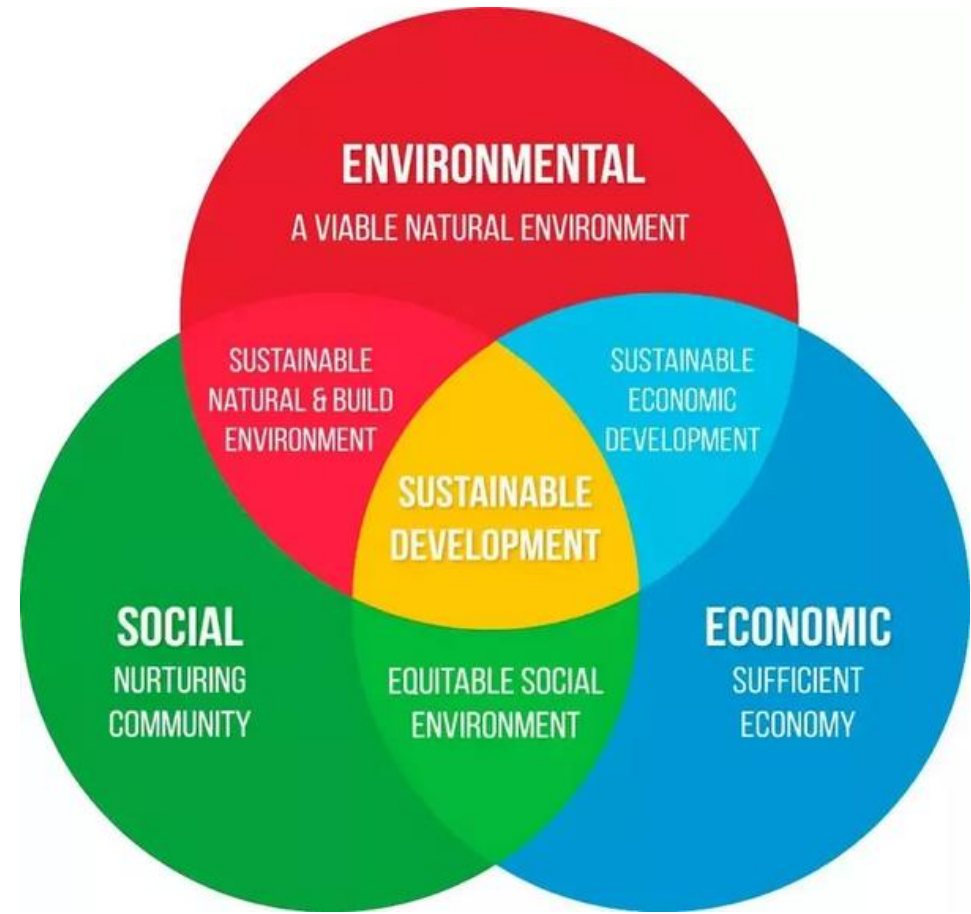 ENVIRONMENTAL
A VIABLE NATURAL ENVIRONMENT
SUSTAINABLE
NATURAL & BUILD
ENVIRONMENT
SUSTAINABLE
ECONOMIC
DEVELOPMENT
SUSTAINABLE
DEVELOPMENT
SOCIAL
NURTURING
COMMUNITY
EQUITABLE SOCIAL
ENVIRONMENT
ECONOMIC
SUFFICIENT
ECONOMY